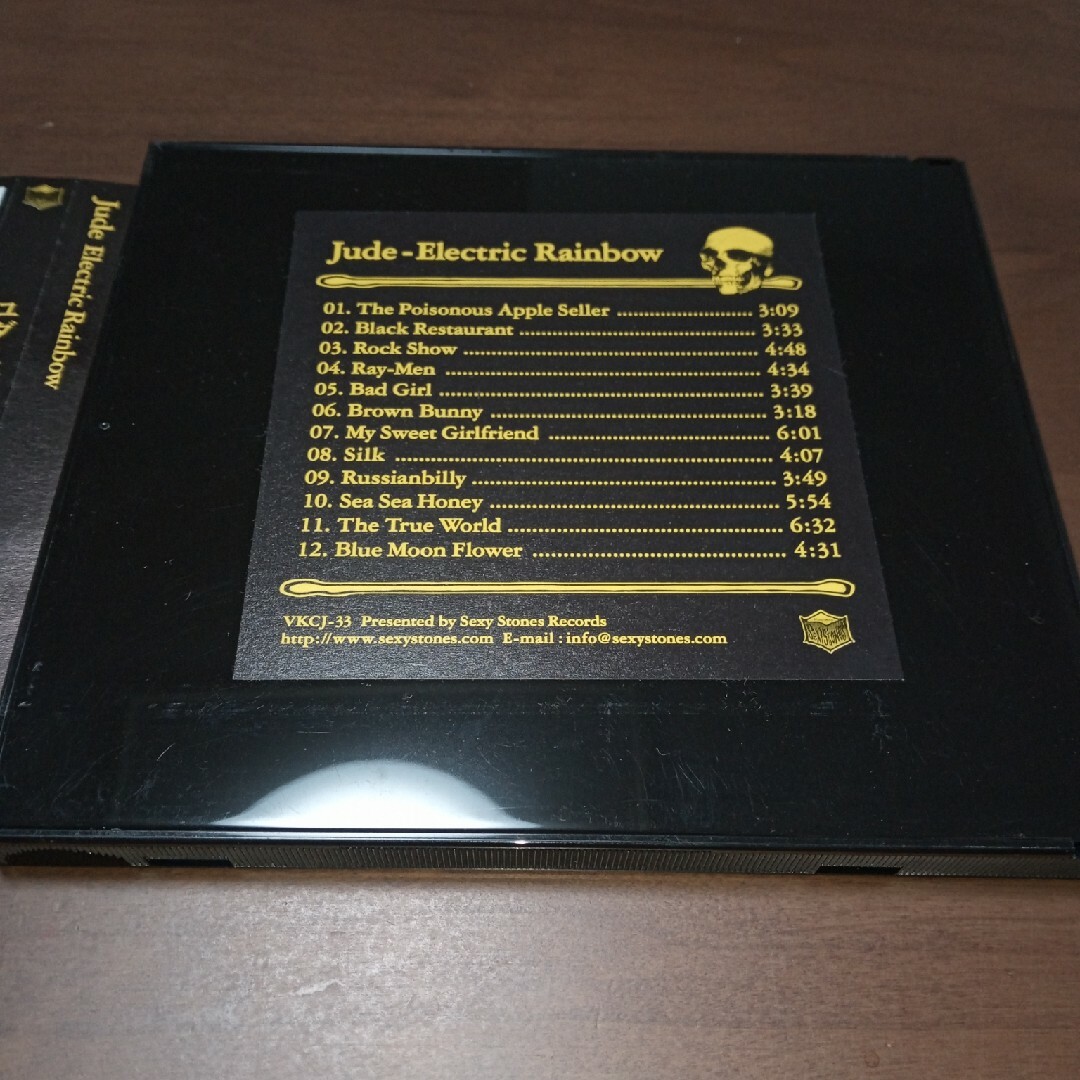 Jude Electric Rainbow
Jude - Electric Rainbow
01. The Poisonous Apple Seller ........................ 3:09
02. Black Restaurant ........................................ 3:33
03. Rock Show ................................................ 4:48
04. Ray-Men .................................................... 4:34
05. Bad Girl ...................................................... 3:39
06. Brown Bunny .............................................. 3:18
07. My Sweet Girlfriend .................................... 6:01
08. Silk ............................................................ 4:07
09. Russianbilly ................................................ 3:49
10. Sea Sea Honey ............................................ 5:54
11. The True World .......................................... 6:32
12. Blue Moon Flower ...................................... 4:31
VKCJ-33 Presented by Sexy Stones Records
http://www.sexystones.com E-mail : info@sexystones.com